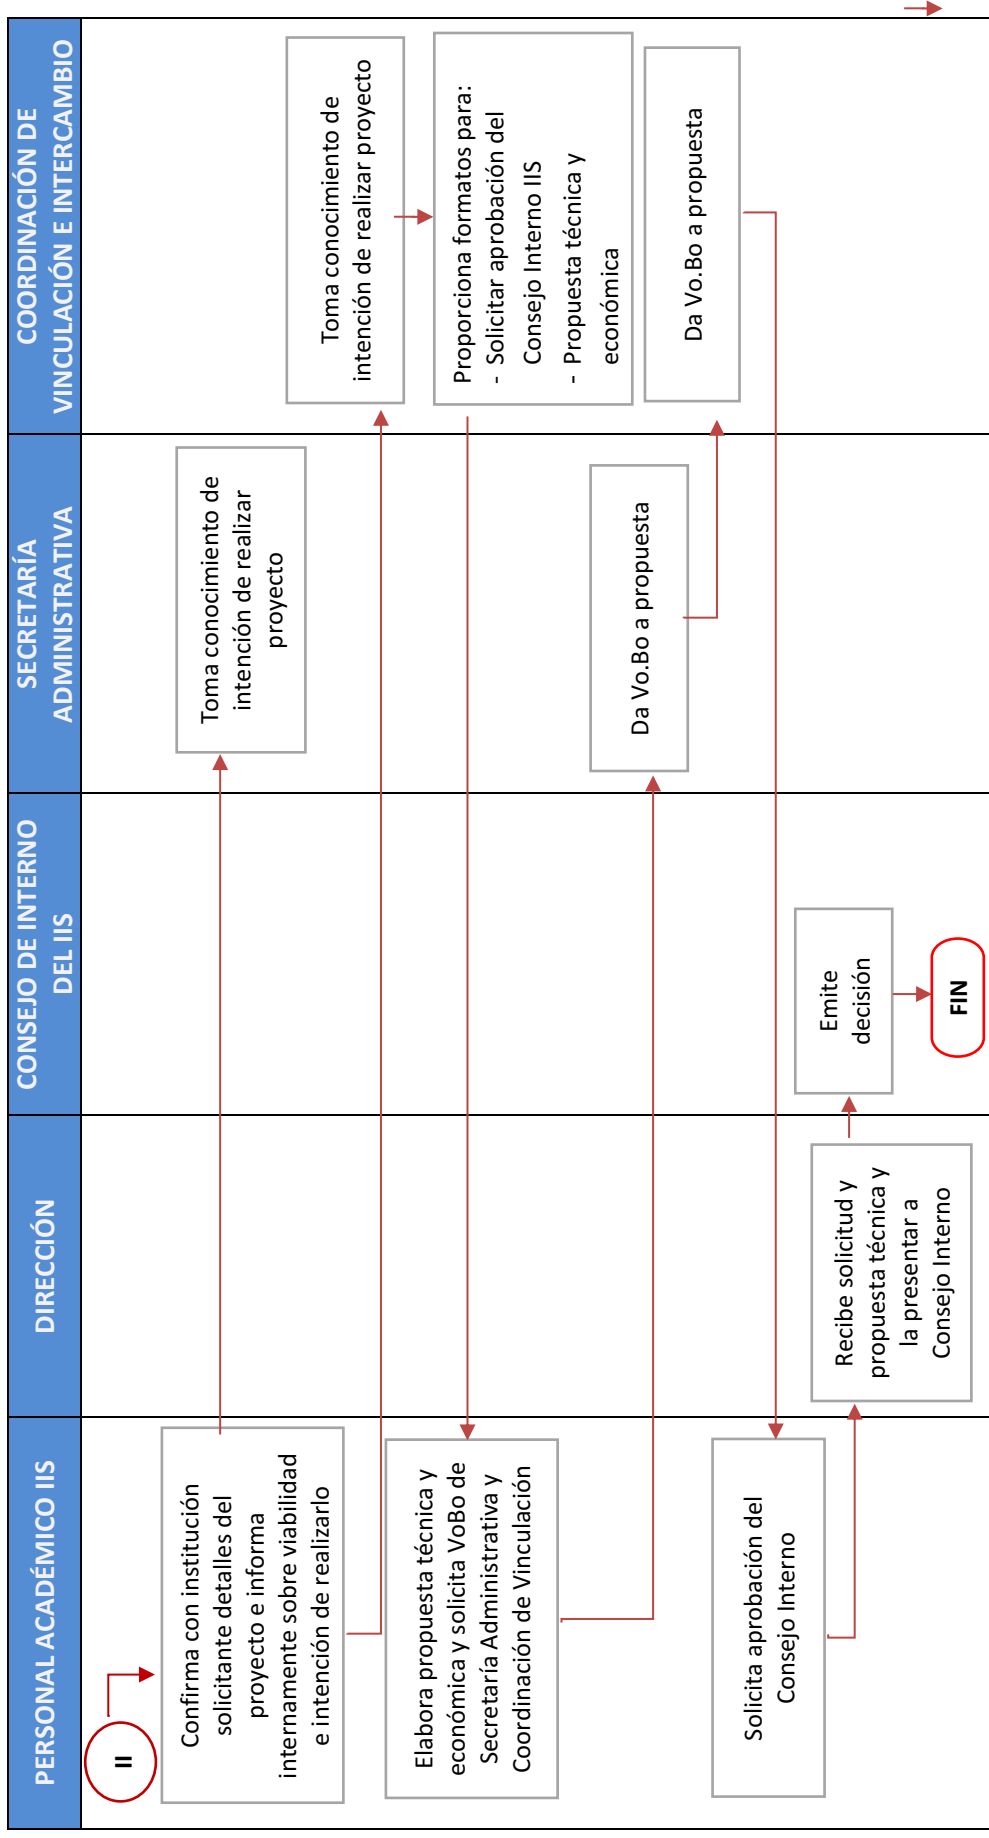 PERSONAL ACADÉMICO IIS
DIRECCIÓN
CONSEJO DE INTERNO
DEL IIS
SECRETARÍA
ADMINISTRATIVA
COORDINACIÓN DE
VINCULACIÓN E INTERCAMBIO
II
Confirma con institución
solicitante detalles del
proyecto e informa
internamente sobre viabilidad
e intención de realizarlo
Toma conocimiento de
intención de realizar
proyecto
Toma conocimiento de
intención de realizar proyecto
Proporciona formatos para:
- Solicitar aprobación del
Consejo Interno IIS
- Propuesta técnica y
económica
Elabora propuesta técnica y
económica y solicita VoBo de
Secretaría Administrativa y
Coordinación de Vinculación
Da Vo.Bo a propuesta
Da Vo.Bo a propuesta
Solicita aprobación del
Consejo Interno
Recibe solicitud y
propuesta técnica y
la presentar a
Consejo Interno
Emite
decisión
FIN